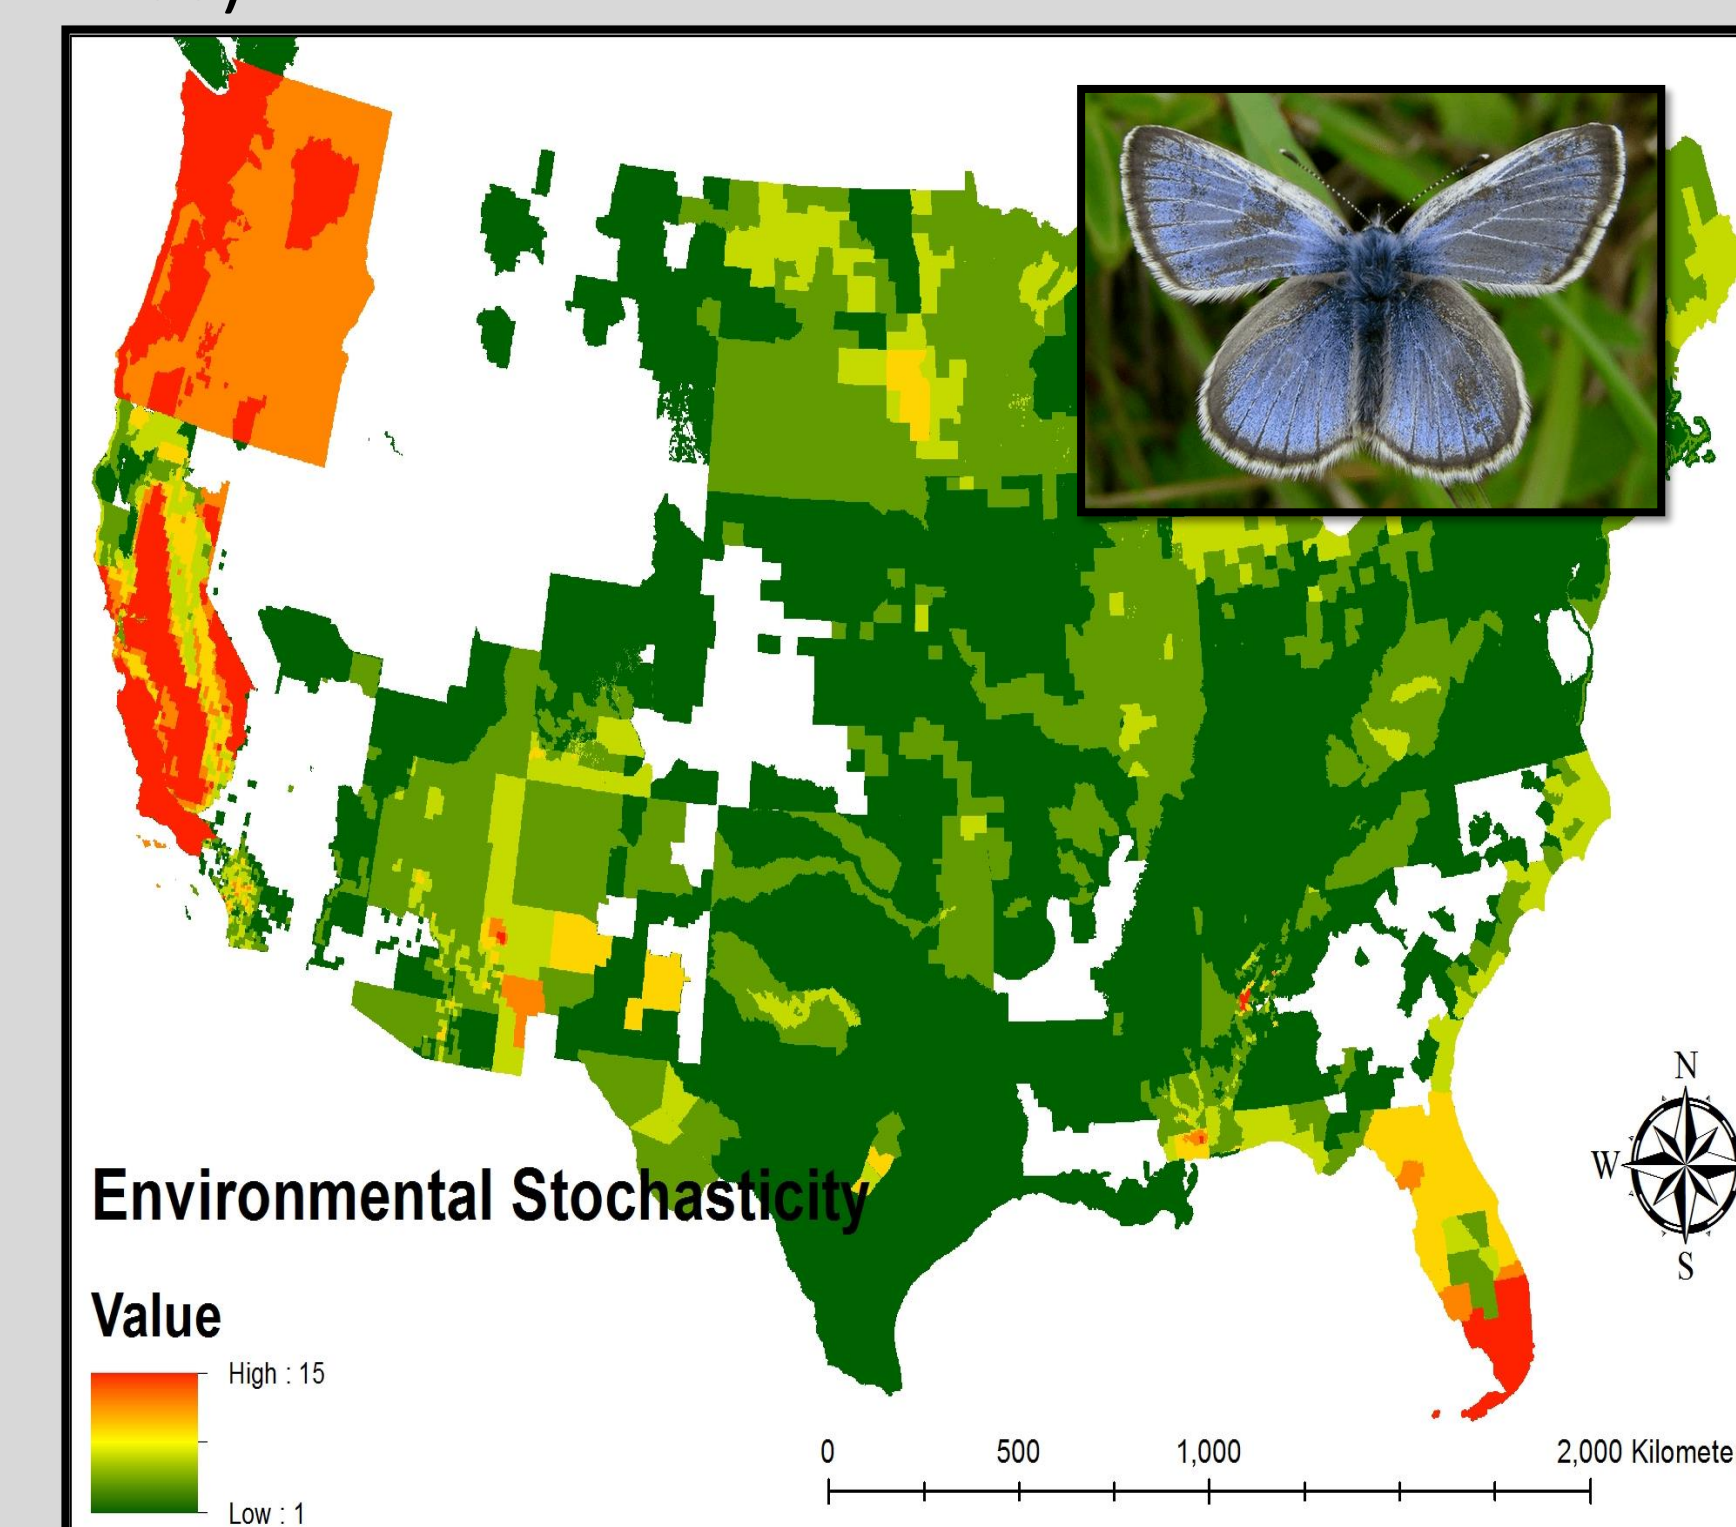 N
W
S
Environmental Stochasticity
Value
High : 15
Low : 1
0 500 1,000 2,000 Kilomete